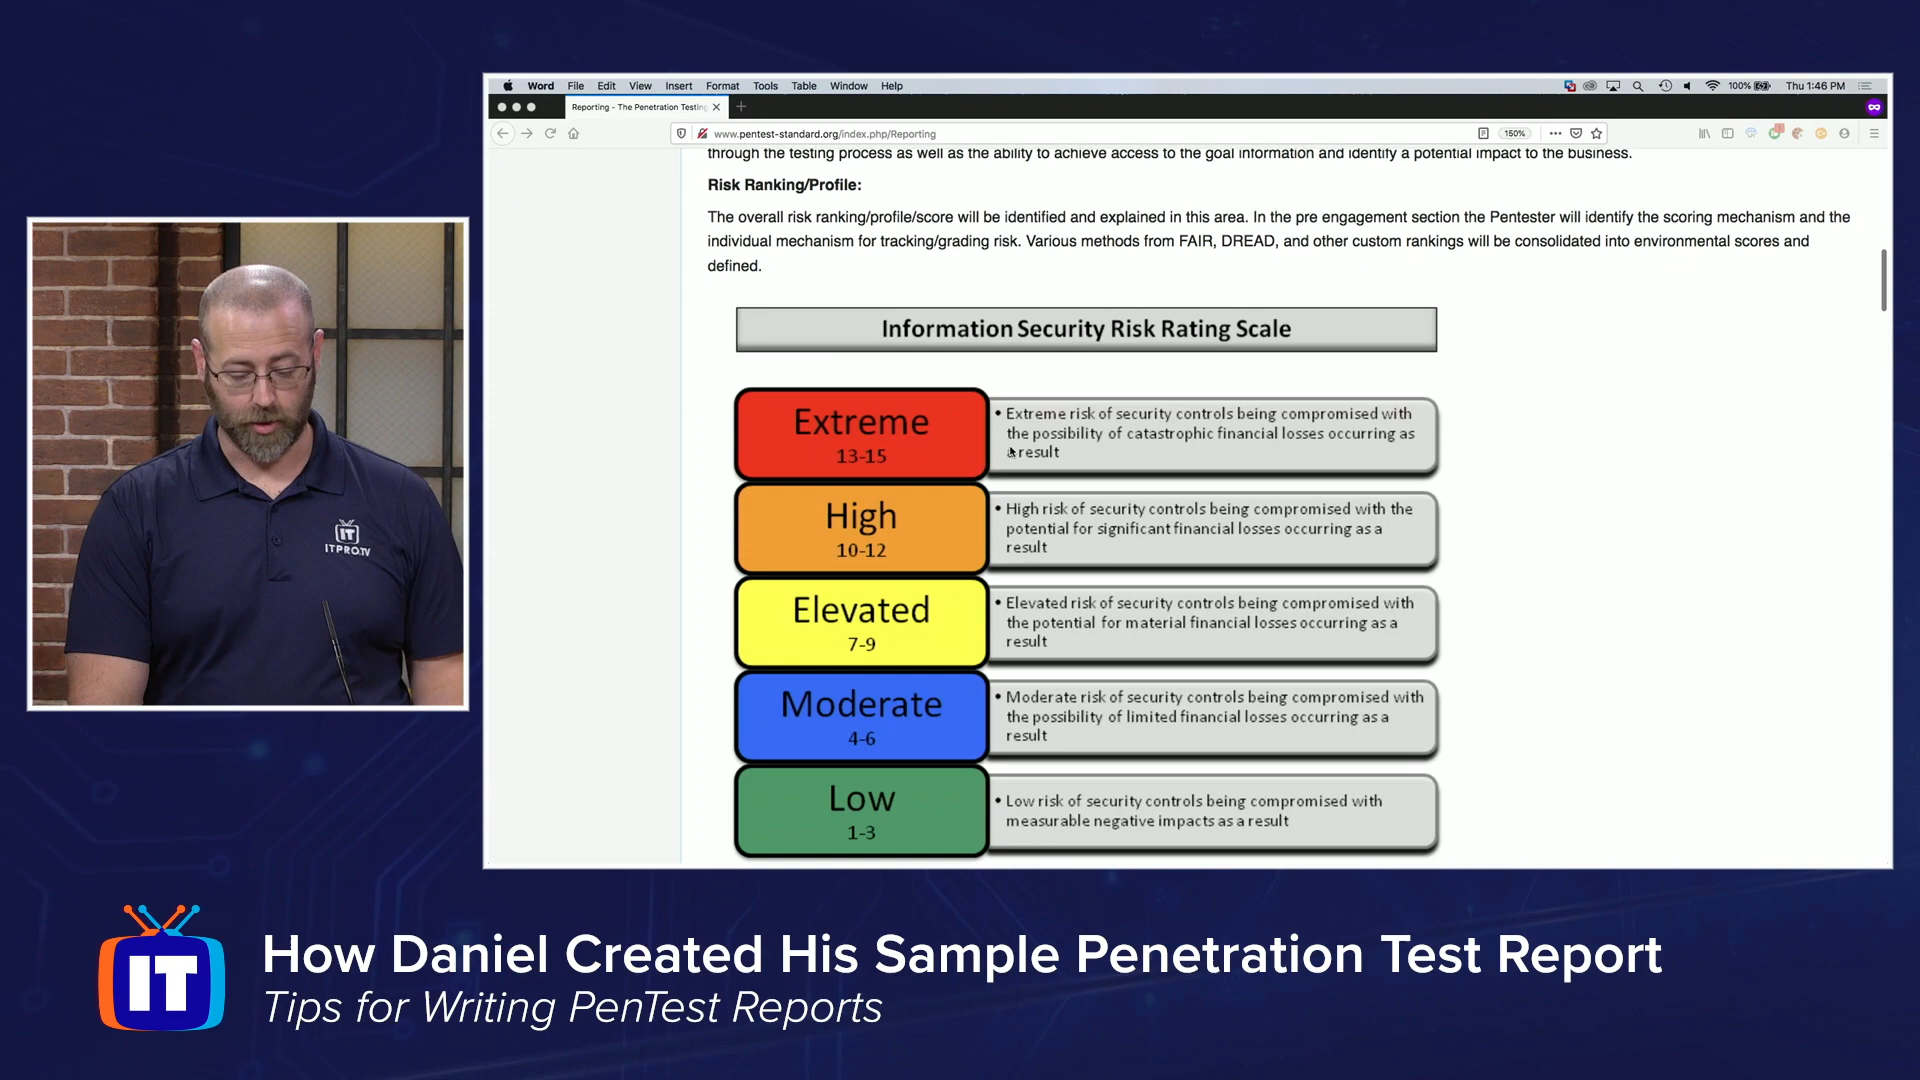 Word File Edit View Insert Format Tools Table Window Help
100% Thu 1:46 PM
Reporting - The Penetration Testing
www.pentest-standard.org/index.php/Reporting
150%
through the testing process as well as the ability to achieve access to the goal information and identify a potential impact to the business.
Risk Ranking/Profile:
The overall risk ranking/profile/score will be identified and explained in this area. In the pre engagement section the Pentester will identify the scoring mechanism and the
individual mechanism for tracking/grading risk. Various methods from FAIR, DREAD, and other custom rankings will be consolidated into environmental scores and
defined.
Information Security Risk Rating Scale
Extreme
13-15
• Extreme risk of security controls being compromised with
the possibility of catastrophic financial losses occurring as
a result
High
10-12
• High risk of security controls being compromised with the
potential for significant financial losses occurring as a
result
Elevated
7-9
• Elevated risk of security controls being compromised with
the potential for material financial losses occurring as a
result
Moderate
4-6
• Moderate risk of security controls being compromised with
the possibility of limited financial losses occurring as a
result
Low
1-3
• Low risk of security controls being compromised with
measurable negative impacts as a result
IT
ITPRO.TV
IT
How Daniel Created His Sample Penetration Test Report
Tips for Writing PenTest Reports